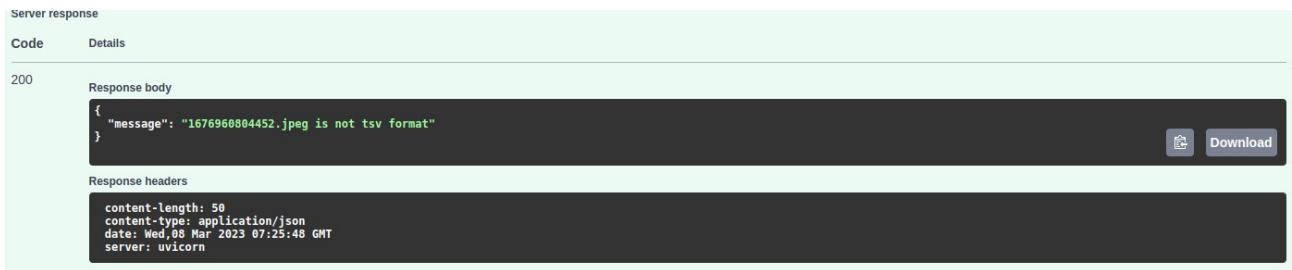 Server response
Code Details
200
Response body
{
"message": "1676960804452.jpeg is not tsv format"
}
Download
Response headers
content-length: 50
content-type: application/json
date: Wed,08 Mar 2023 07:25:48 GMT
server: uvicorn